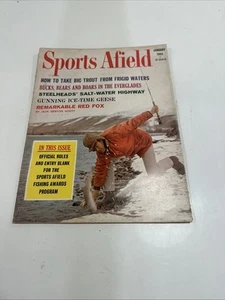 Sports Afield
JANUARY
HOW TO TAKE BIG TROUT FROM FRIGID WATERS
BUCKS, BEARS AND BOARS IN THE EVERGLADES
STEELHEADS' SALT-WATER HIGHWAY
GUNNING ICE-TIME GEESE
REMARKABLE RED FOX
IN THIS ISSUE
OFFICIAL RULES
AND ENTRY BLANK
FOR THE
SPORTS AFIELD
FISHING AWARDS
PROGRAM